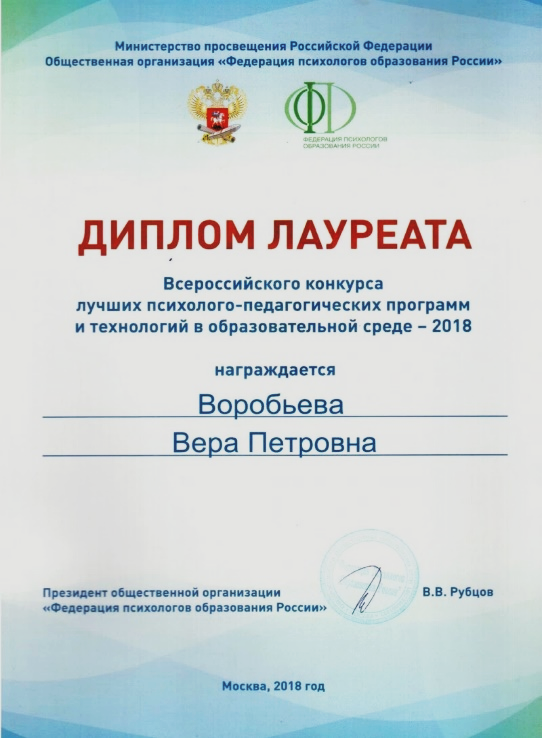 Министерство просвещения Российской Федерации
Общественная организация «Федерация психологов образования России»
ФЕДЕРАЦИЯ ПСИХОЛОГОВ
ОБРАЗОВАНИЯ РОССИИ
ДИПЛОМ ЛАУРЕАТА
Всероссийского конкурса
лучших психолого-педагогических программ
и технологий в образовательной среде – 2018
награждается
Воробьева
Вера Петровна
Президент общественной организации
«Федерация психологов образования России»
В.В. Рубцов
Москва, 2018 год